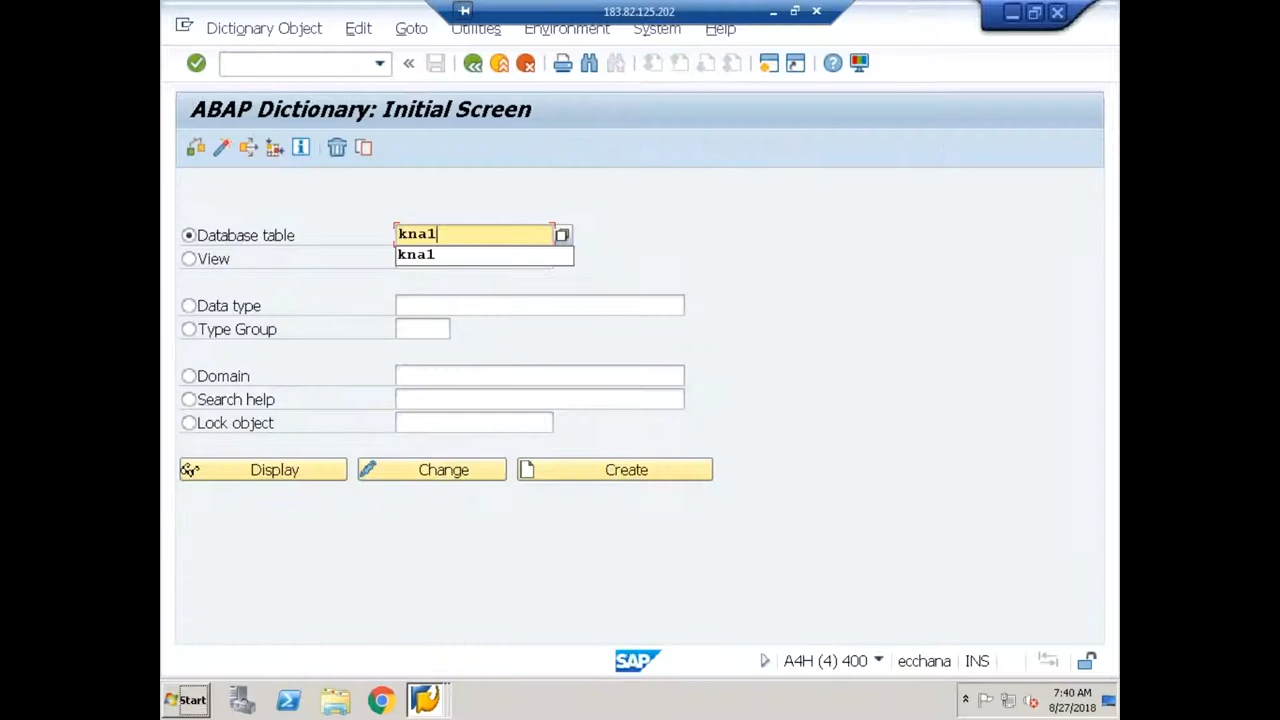 183.82.125.202
Dictionary Object Edit Goto Utilities Environment System Help
ABAP Dictionary: Initial Screen
Database table kna1
kna1
View
Data type
Type Group
Domain
Search help
Lock object
Display Change Create
SAP A4H (4) 400 ecchana INS
Start 7:40 AM
8/27/2018